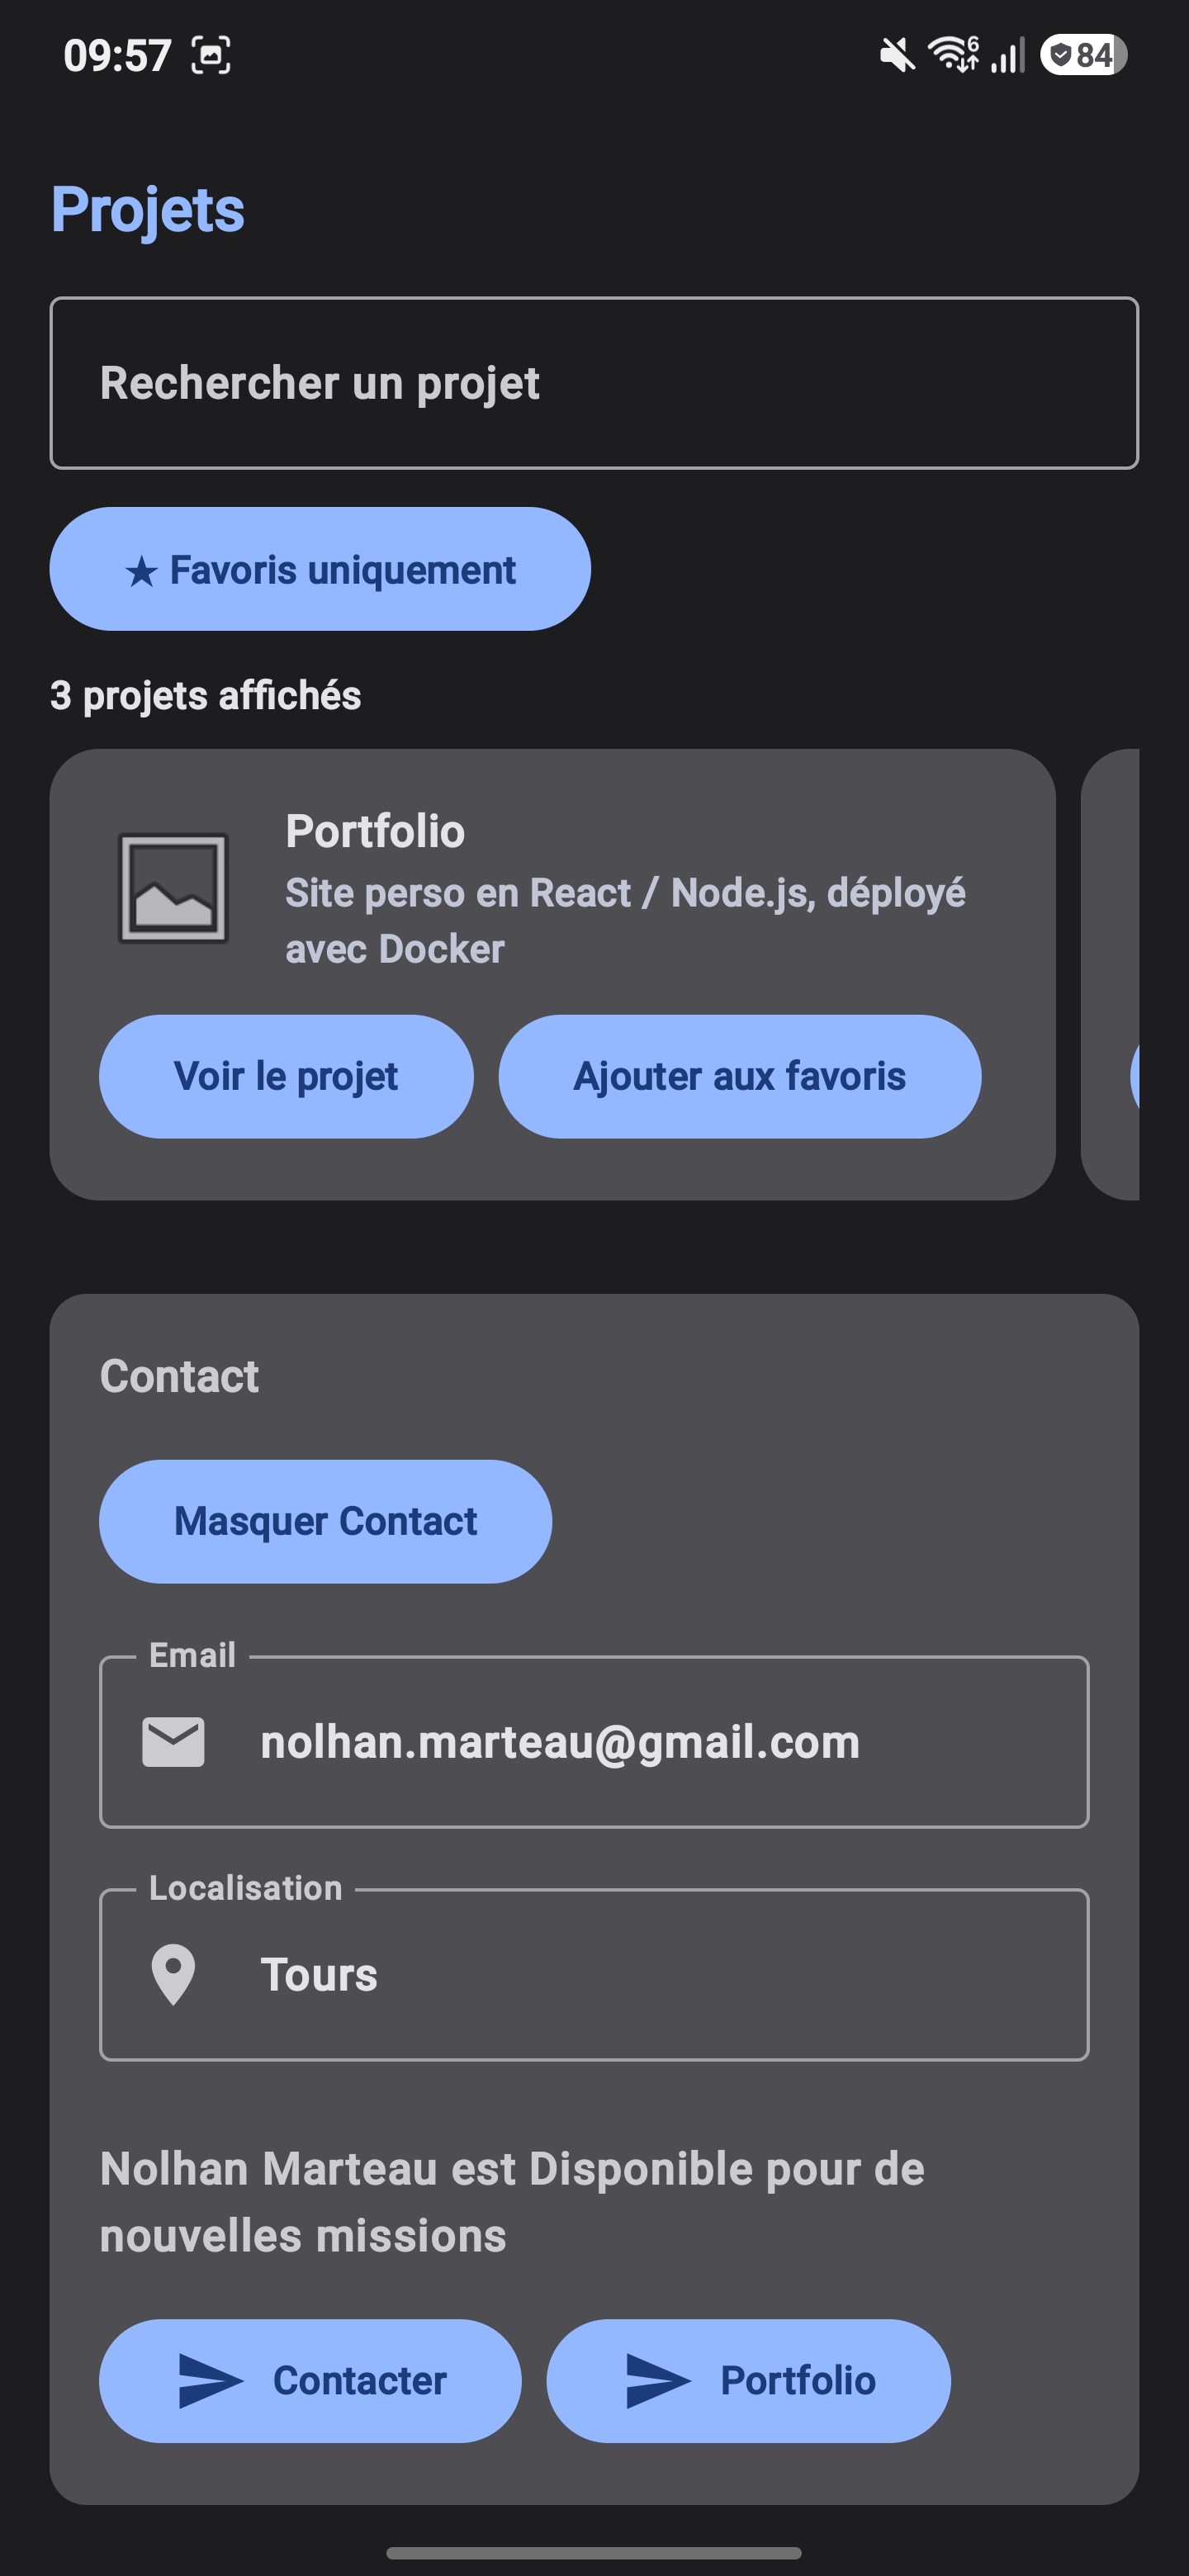 09:57
6
84
Projets
Rechercher un projet
★ Favoris uniquement
3 projets affichés
Portfolio
Site perso en React / Node.js, déployé
avec Docker
Voir le projet
Ajouter aux favoris
Contact
Masquer Contact
Email
nolhan.marteau@gmail.com
Localisation
Tours
Nolhan Marteau est Disponible pour de
nouvelles missions
Contacter
Portfolio